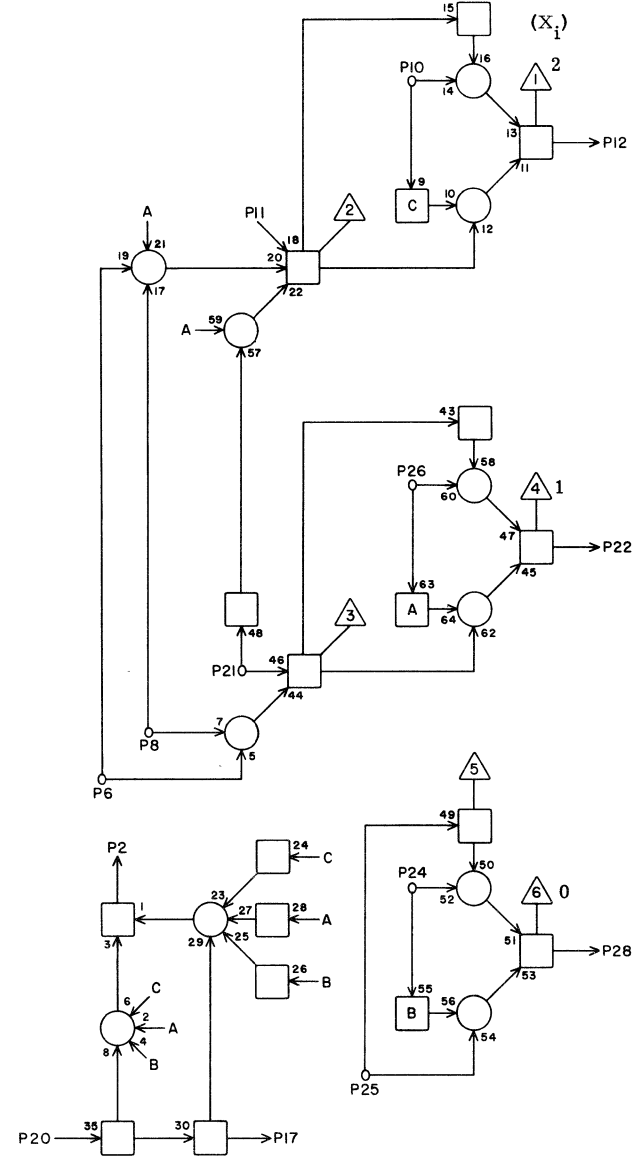 15
(Xi)
16
P10
14
1
2
13
P12
11
9
C
10
12
A
P11
2
18
19
21
20
17
22
A
59
57
43
58
P26
60
4
1
47
P22
45
63
A
64
62
3
48
P21
46
44
7
P8
5
P6
5
49
50
P24
52
6
0
51
P28
53
55
B
56
54
P25
P2
24
C
23
1
27
28
A
3
29
25
26
B
6
C
2
A
8
4
B
P20
35
30
P17